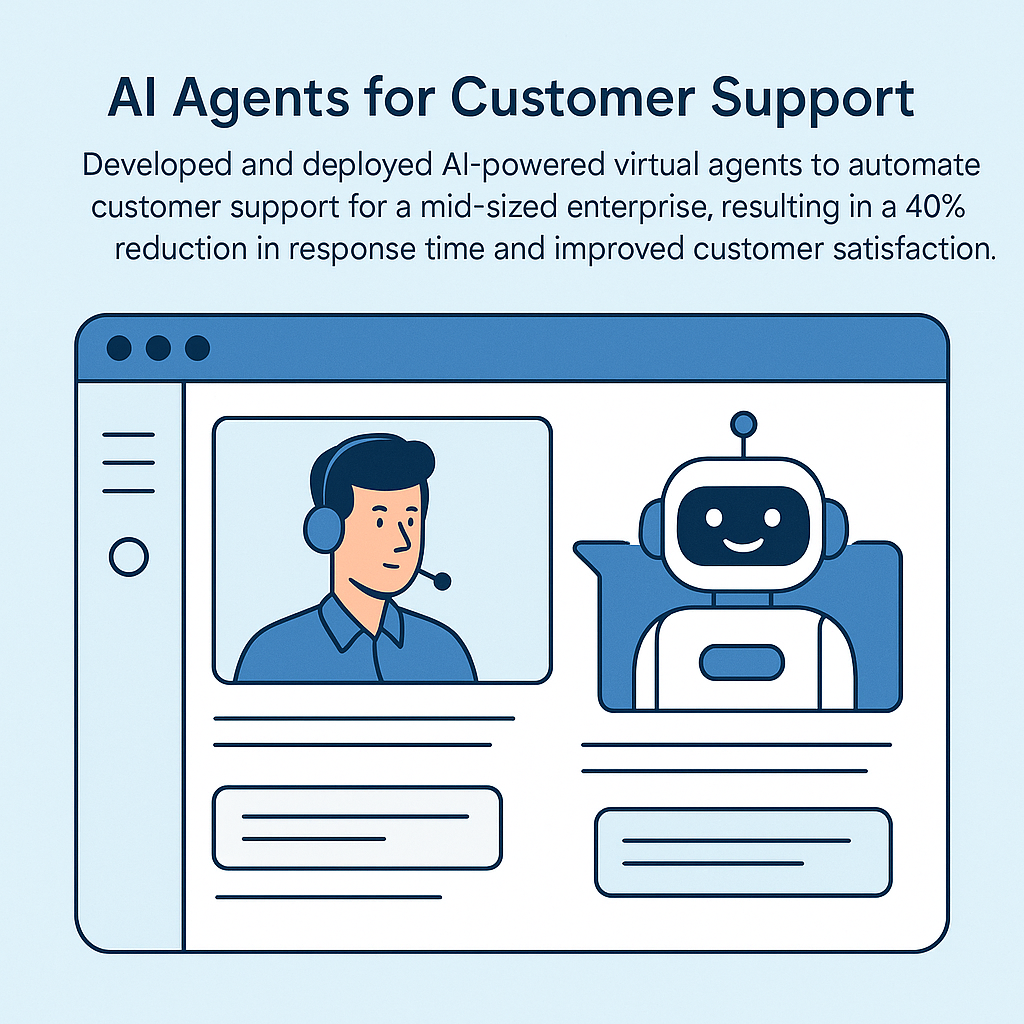 AI Agents for Customer Support
Developed and deployed AI-powered virtual agents to automate
customer support for a mid-sized enterprise, resulting in a 40%
reduction in response time and improved customer satisfaction.